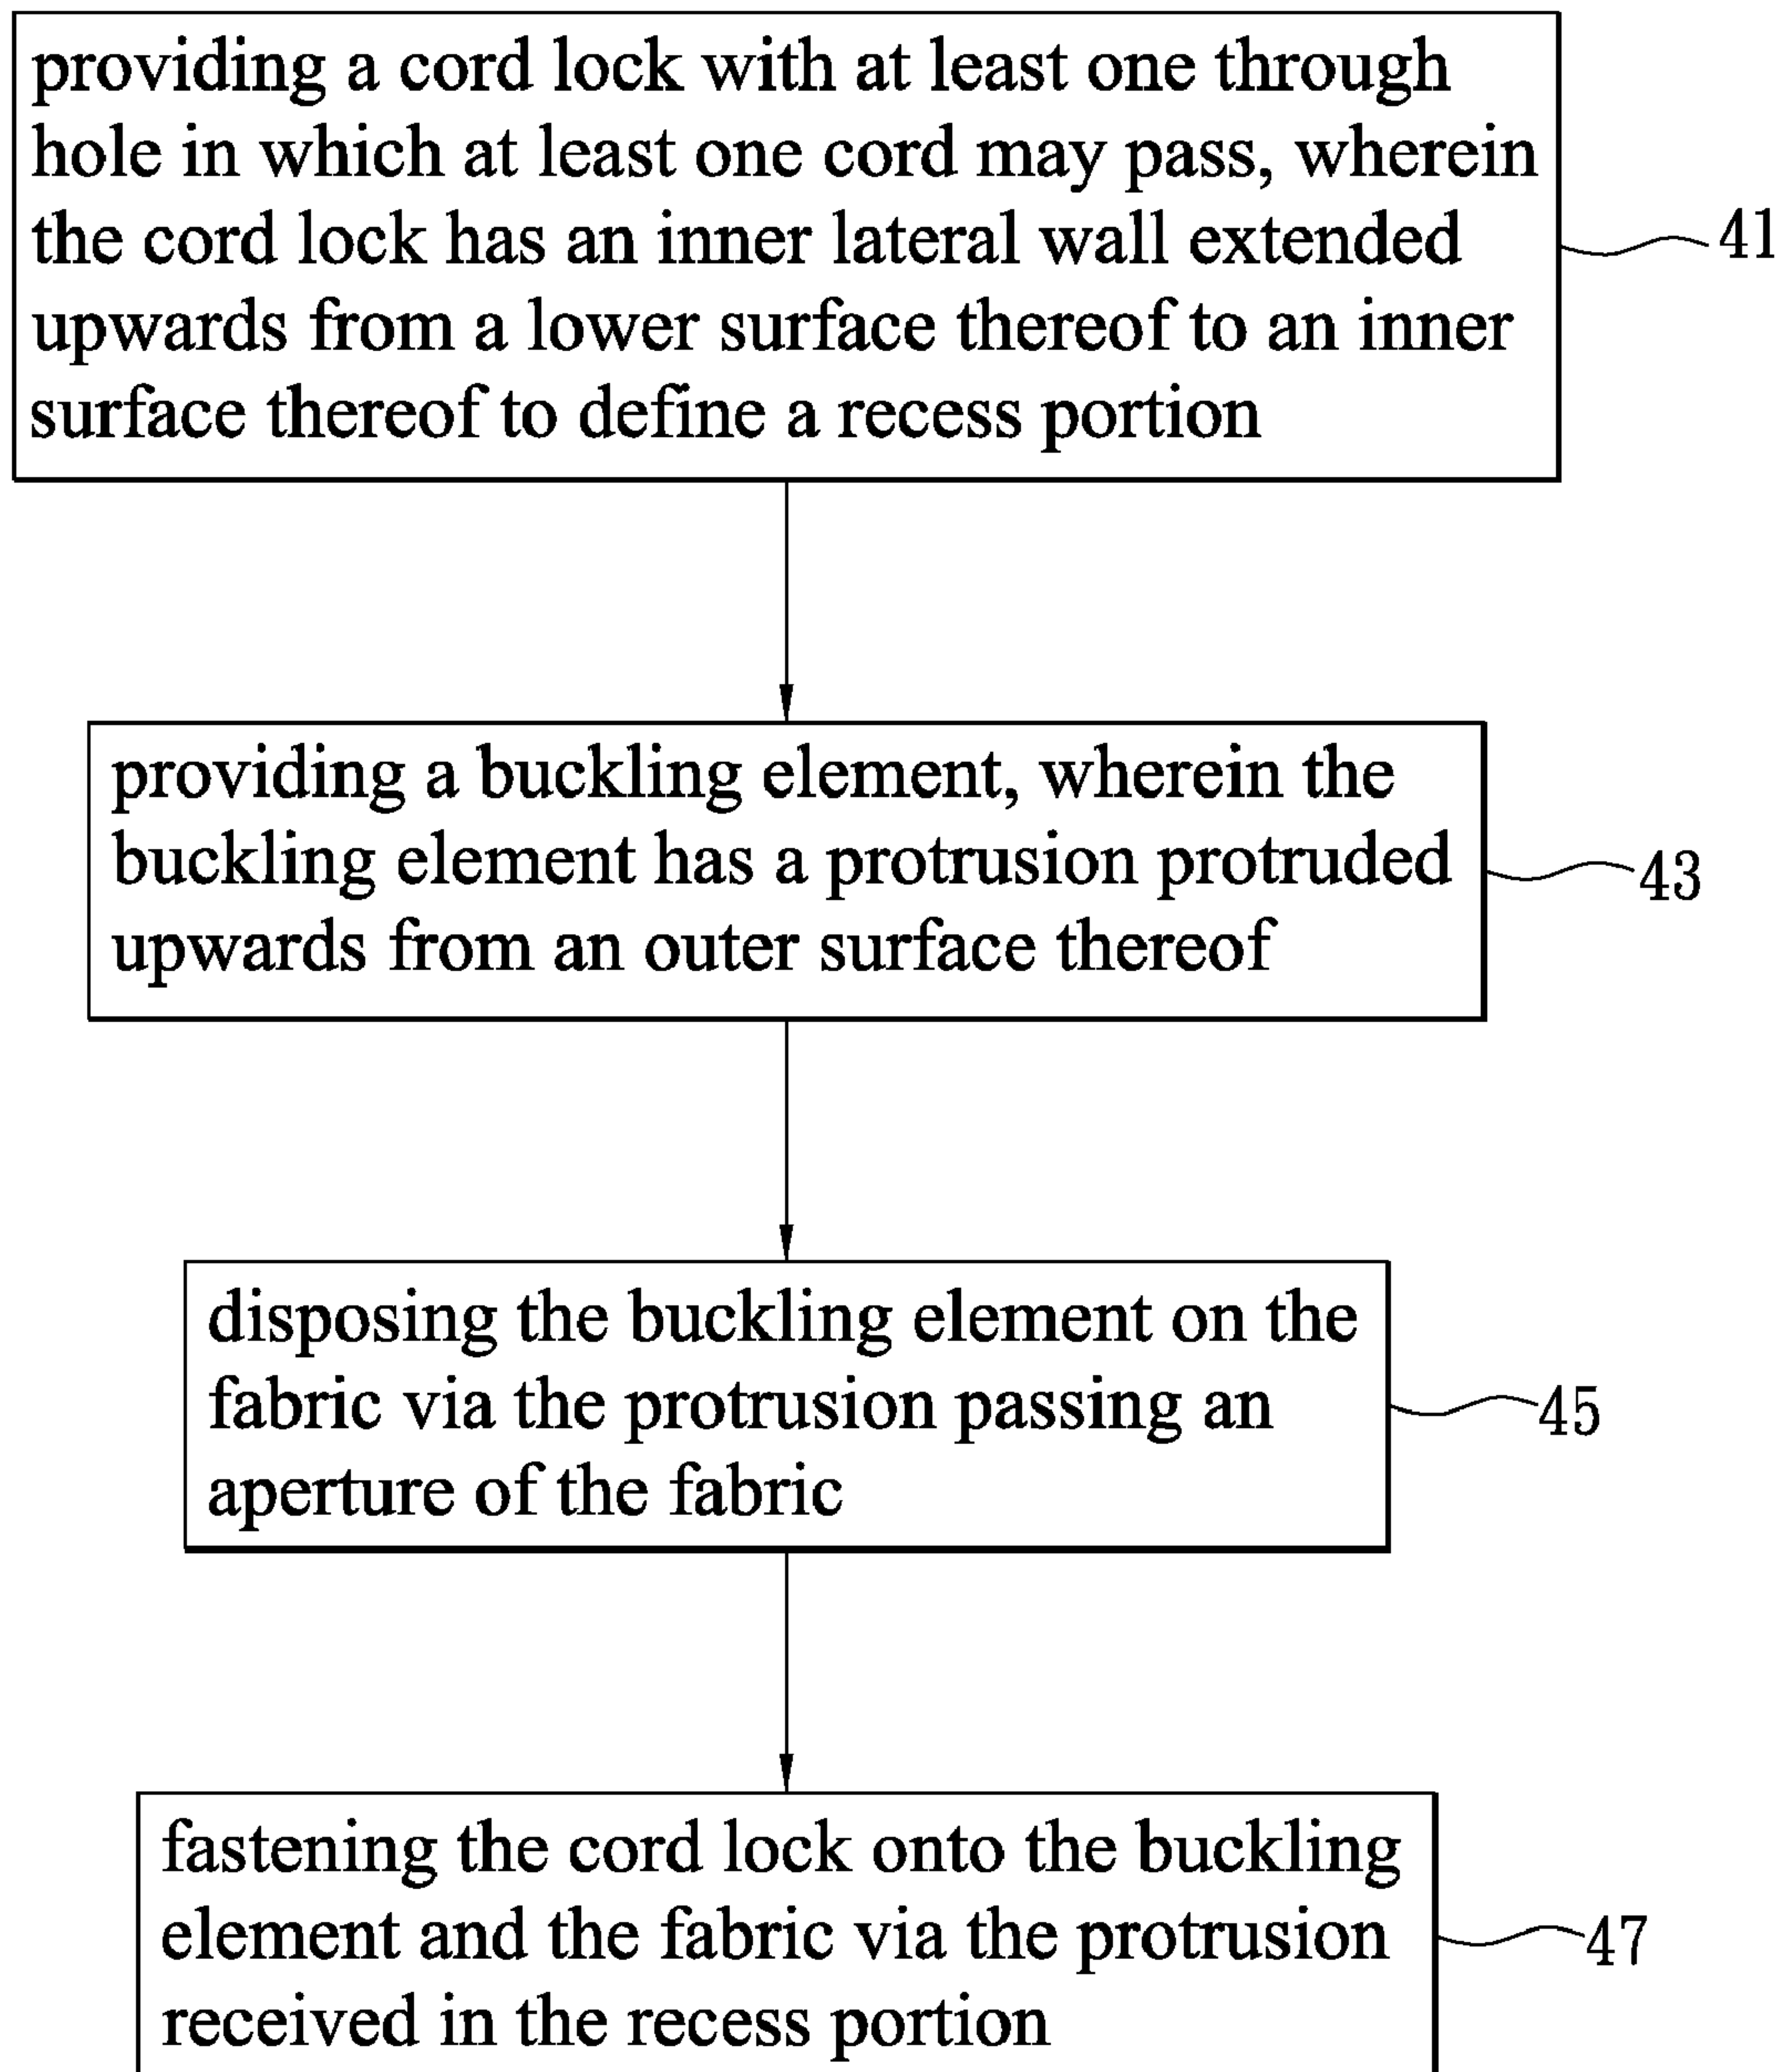 providing a cord lock with at least one through
hole in which at least one cord may pass, wherein
the cord lock has an inner lateral wall extended
upwards from a lower surface thereof to an inner
surface thereof to define a recess portion
41
providing a buckling element, wherein the
buckling element has a protrusion protruded
upwards from an outer surface thereof
43
disposing the buckling element on the
fabric via the protrusion passing an
aperture of the fabric
45
fastening the cord lock onto the buckling
element and the fabric via the protrusion
received in the recess portion
47